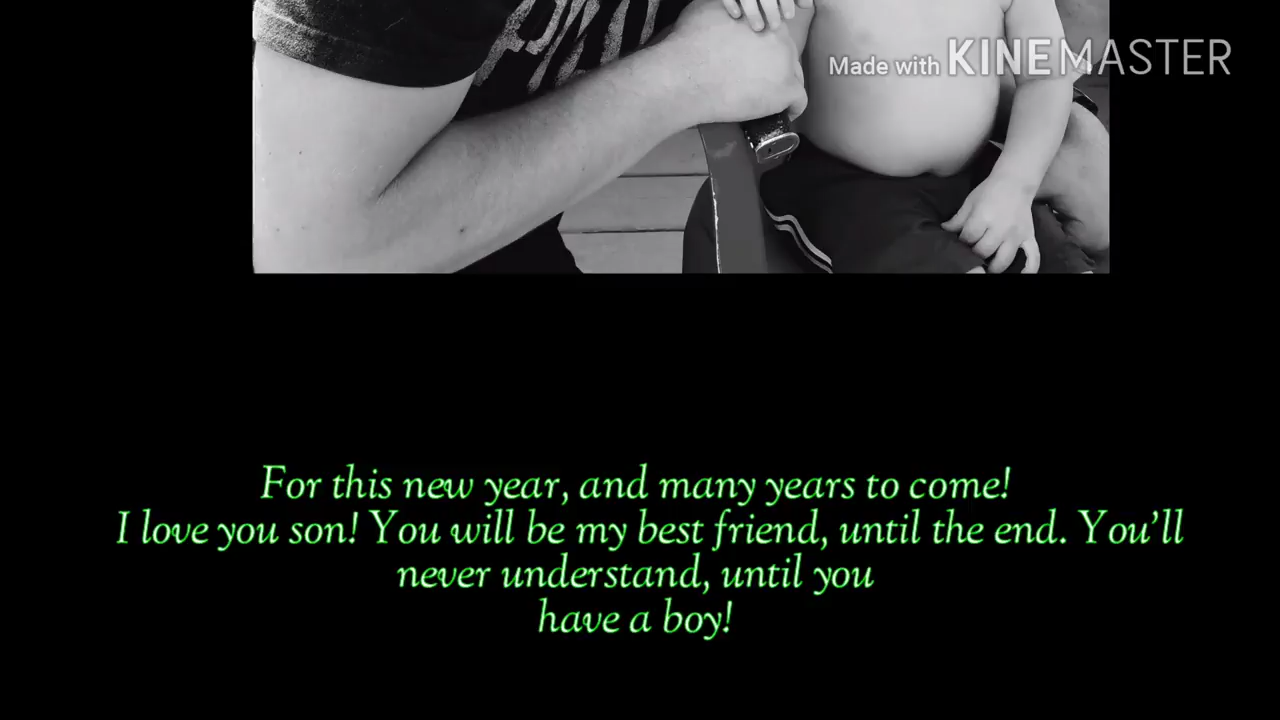 Made with KINEMASTER
For this new year, and many years to come!
I love you son! You will be my best friend, until the end. You'll
never understand, until you
have a boy!